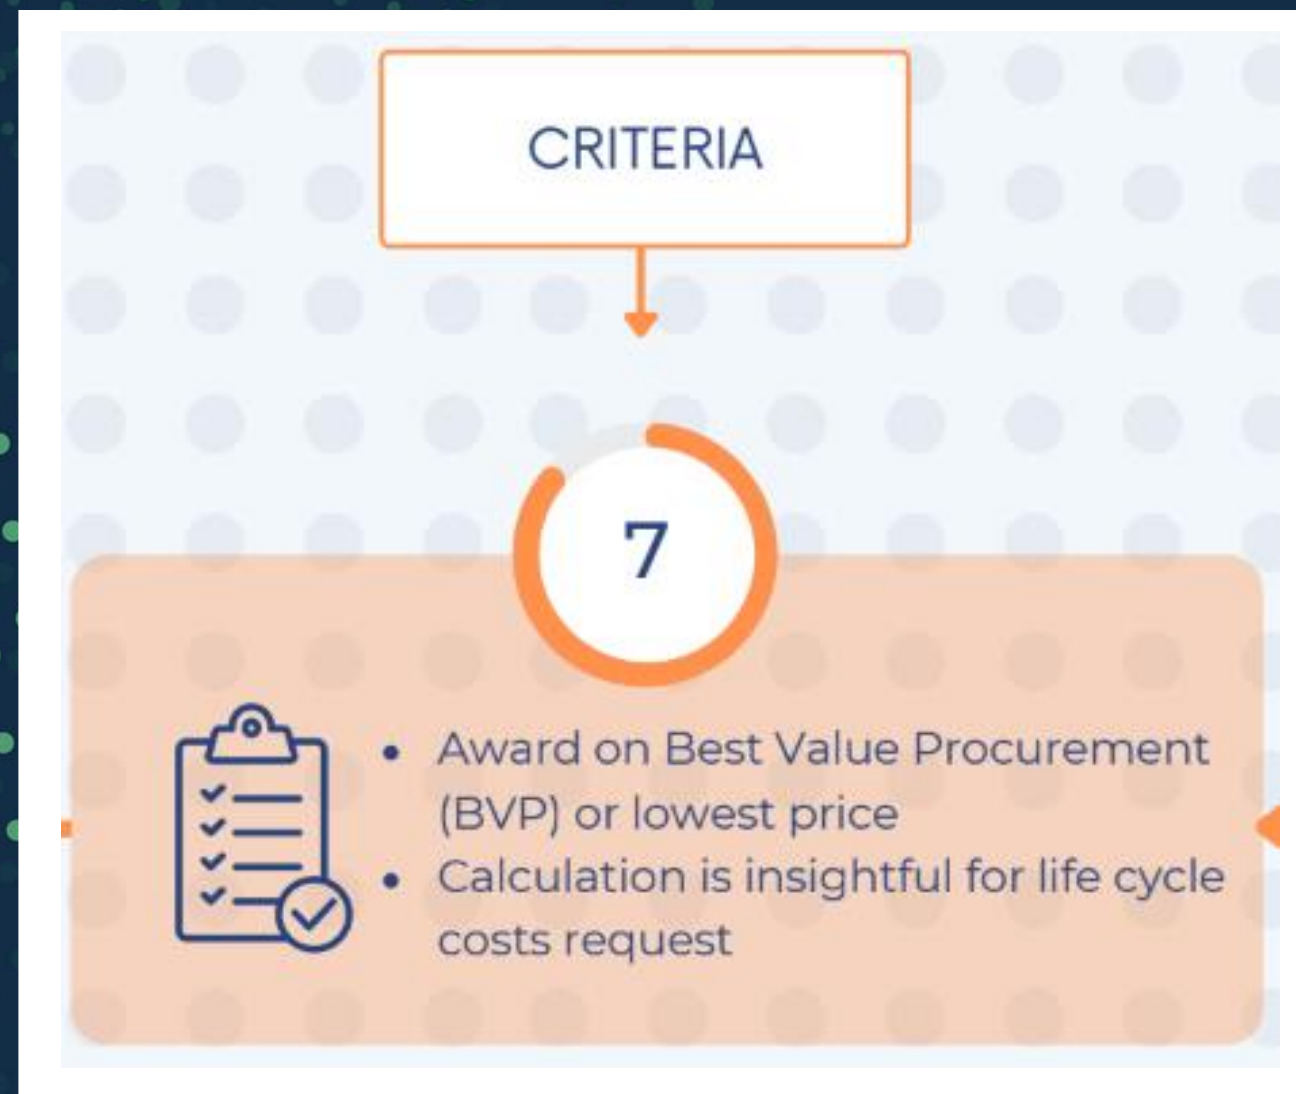 CRITERIA
7
• Award on Best Value Procurement
(BVP) or lowest price
• Calculation is insightful for life cycle
costs request